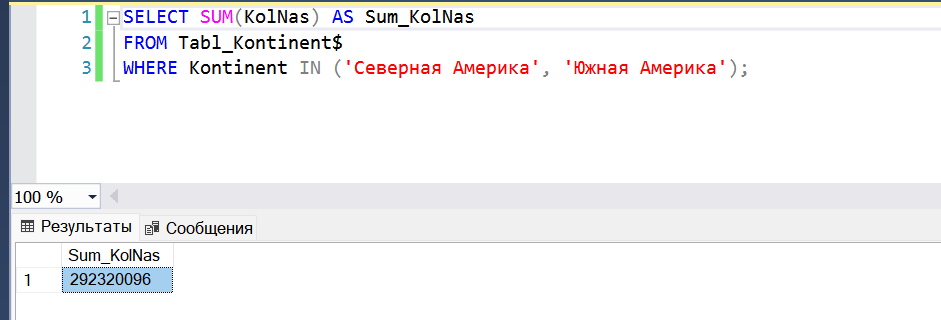 1 SELECT SUM(KolNas) AS Sum_KolNas
2 FROM Tabl_Kontinent$
3 WHERE Kontinent IN ('Северная Америка', 'Южная Америка');
100 %
Результаты Сообщения
Sum_KolNas
1 292320096